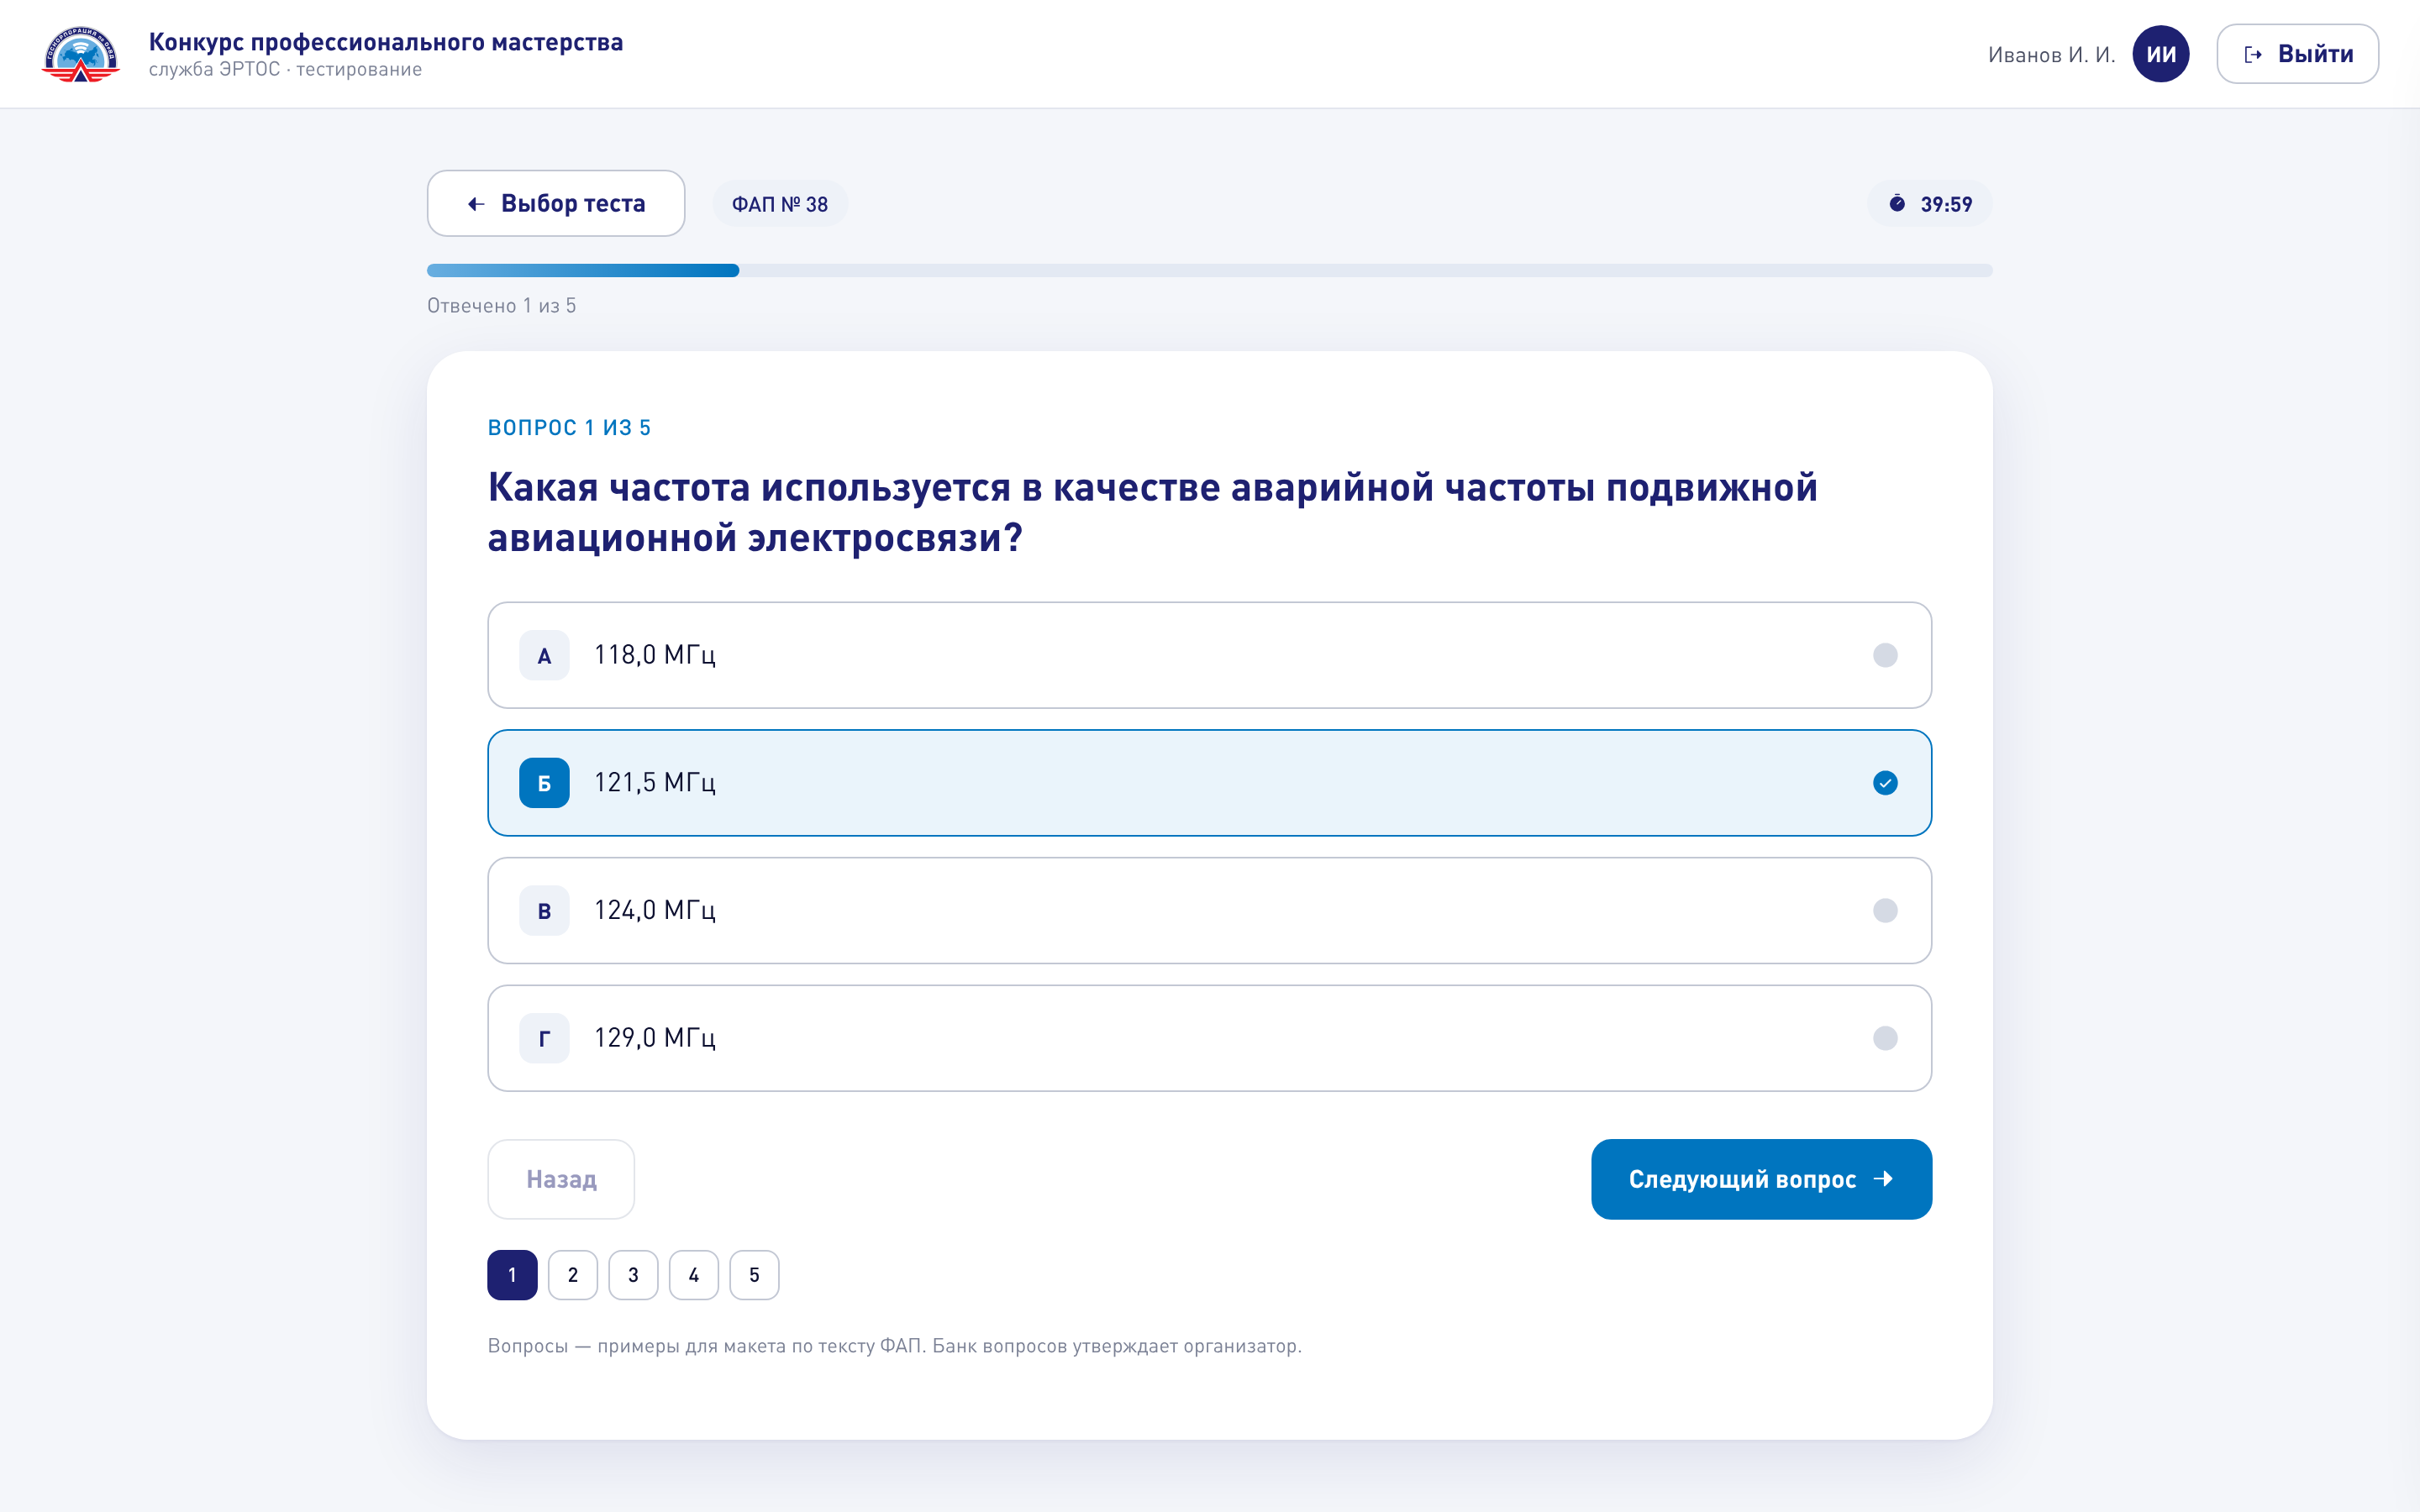 ГОСКОРПОРАЦИЯ ПО ОРВД
Конкурс профессионального мастерства
служба ЭРТОС · тестирование
Иванов И. И.
ИИ
Выйти
Выбор теста
ФАП № 38
39:59
Отвечено 1 из 5
ВОПРОС 1 ИЗ 5
Какая частота используется в качестве аварийной частоты подвижной
авиационной электросвязи?
А 118,0 МГц
Б 121,5 МГц
В 124,0 МГц
Г 129,0 МГц
Назад
Следующий вопрос
1 2 3 4 5
Вопросы — примеры для макета по тексту ФАП. Банк вопросов утверждает организатор.